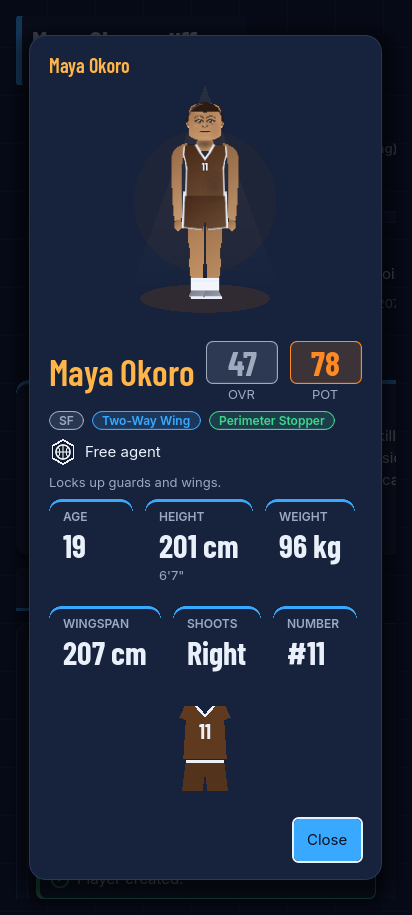 Maya Okoro
11
Maya Okoro
47
OVR
78
POT
SF
Two-Way Wing
Perimeter Stopper
Free agent
Locks up guards and wings.
AGE
19
HEIGHT
201 cm
6'7"
WEIGHT
96 kg
WINGSPAN
207 cm
SHOOTS
Right
NUMBER
#11
11
Close
Player created.